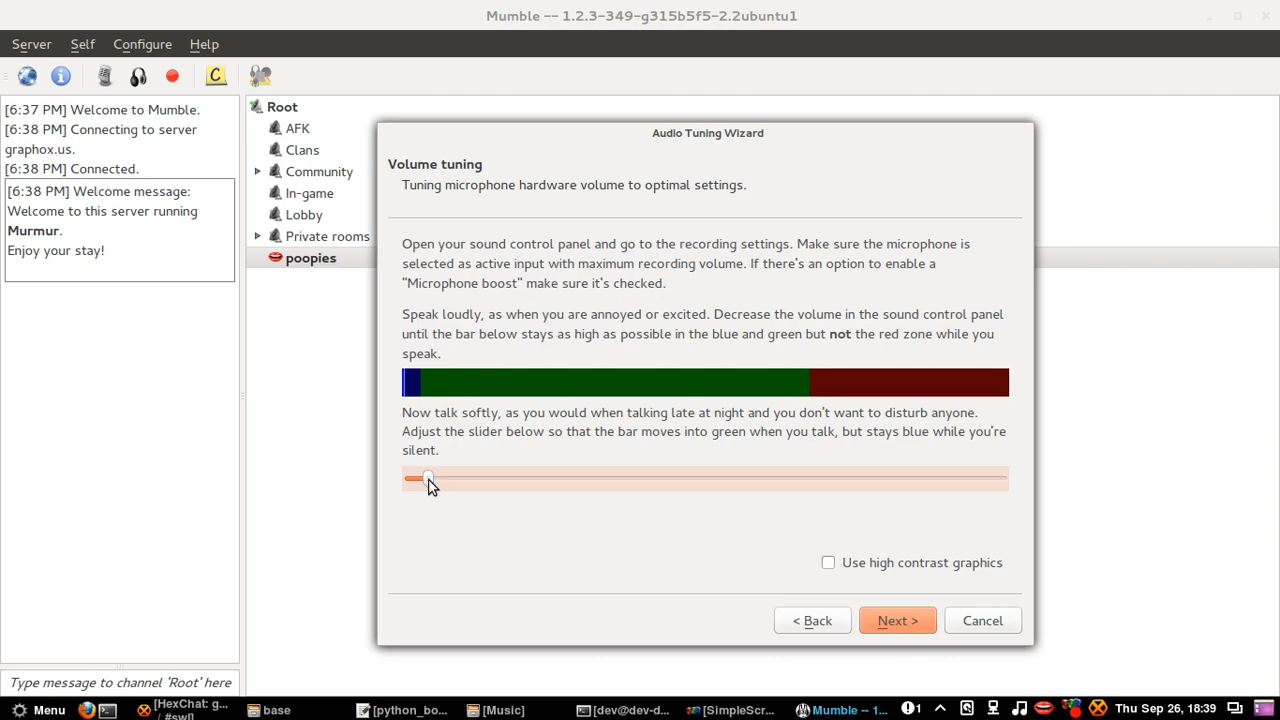 Mumble -- 1.2.3-349-g315b5f5-2.2ubuntu1
Server Self Configure Help
C
[6:37 PM] Welcome to Mumble.
[6:38 PM] Connecting to server
graphox.us.
[6:38 PM] Connected.
[6:38 PM] Welcome message:
Welcome to this server running
Murmur.
Enjoy your stay!
Root
AFK
Clans
Community
In-game
Lobby
Private rooms
poopies
Audio Tuning Wizard
Volume tuning
Tuning microphone hardware volume to optimal settings.
Open your sound control panel and go to the recording settings. Make sure the microphone is
selected as active input with maximum recording volume. If there's an option to enable a
"Microphone boost" make sure it's checked.
Speak loudly, as when you are annoyed or excited. Decrease the volume in the sound control panel
until the bar below stays as high as possible in the blue and green but not the red zone while you
speak.
Now talk softly, as you would when talking late at night and you don't want to disturb anyone.
Adjust the slider below so that the bar moves into green when you talk, but stays blue while you're
silent.
Use high contrast graphics
< Back Next > Cancel
Type message to channel 'Root' here
Menu [HexChat: g... / #swl] base [python_bo... [Music] [dev@dev-d... [SimpleScr... Mumble -- 1... 1 Thu Sep 26, 18:39